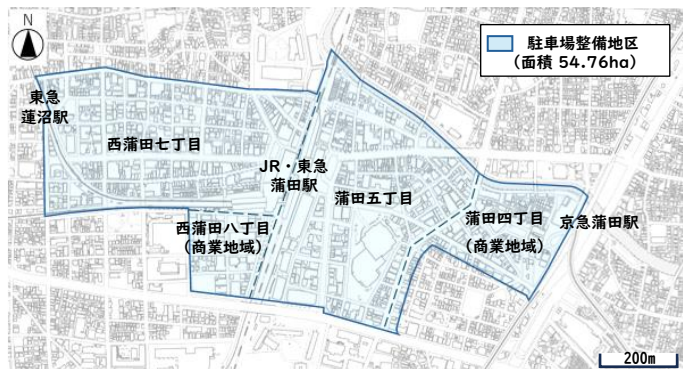 N
駐車場整備地区
(面積 54.76ha)
東急
蓮沼駅
西蒲田七丁目
JR・東急
蒲田駅
蒲田五丁目
西蒲田八丁目
(商業地域)
蒲田四丁目
(商業地域)
京急蒲田駅
200m